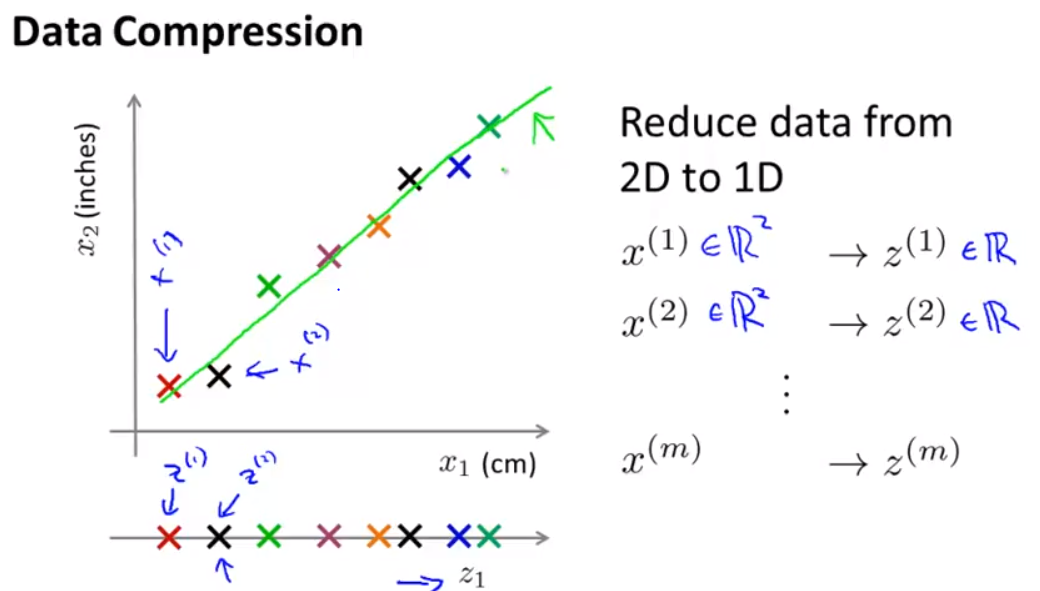 Data Compression
x₂ (inches)
x⁽¹⁾
x⁽²⁾
x₁ (cm)
z⁽¹⁾
z⁽²⁾
z₁
Reduce data from
2D to 1D
x⁽¹⁾ ∈ ℝ² → z⁽¹⁾ ∈ ℝ
x⁽²⁾ ∈ ℝ² → z⁽²⁾ ∈ ℝ
⋮
x⁽ᵐ⁾ → z⁽ᵐ⁾